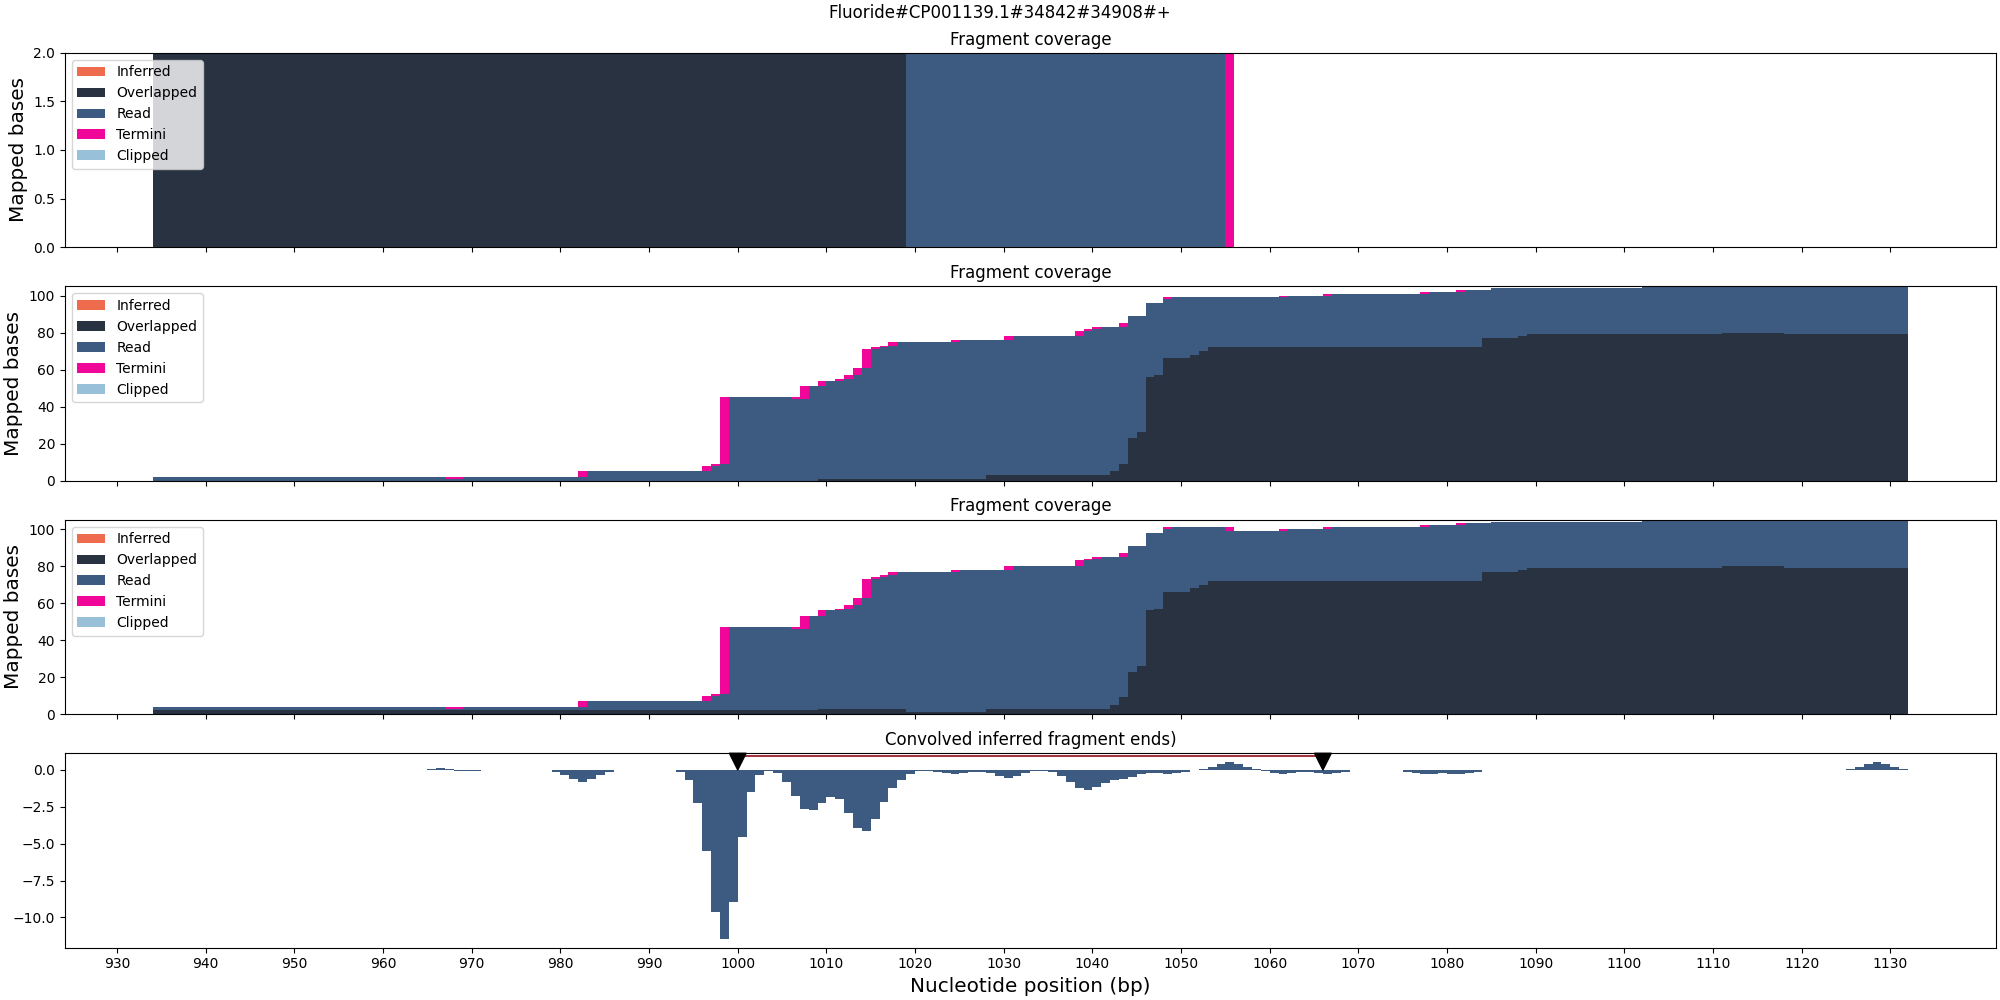 Fluoride#CP001139.1#34842#34908#+
Fragment coverage
Mapped bases
2.0
1.5
1.0
0.5
0.0
Inferred
Overlapped
Read
Termini
Clipped
Fragment coverage
Mapped bases
100
80
60
40
20
0
Inferred
Overlapped
Read
Termini
Clipped
Fragment coverage
Mapped bases
100
80
60
40
20
0
Inferred
Overlapped
Read
Termini
Clipped
Convolved inferred fragment ends)
0.0
−2.5
−5.0
−7.5
−10.0
930 940 950 960 970 980 990 1000 1010 1020 1030 1040 1050 1060 1070 1080 1090 1100 1110 1120 1130
Nucleotide position (bp)